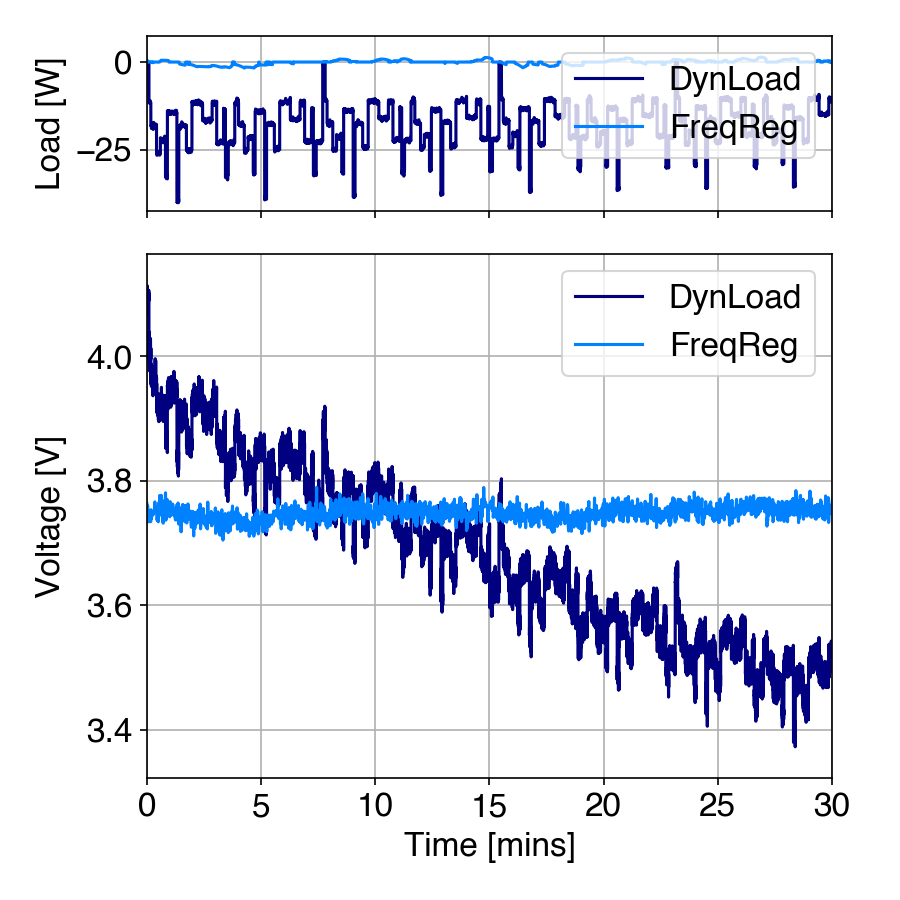 Load [W]
0
−25
DynLoad
FreqReg
Voltage [V]
4.0
3.8
3.6
3.4
DynLoad
FreqReg
0 5 10 15 20 25 30
Time [mins]